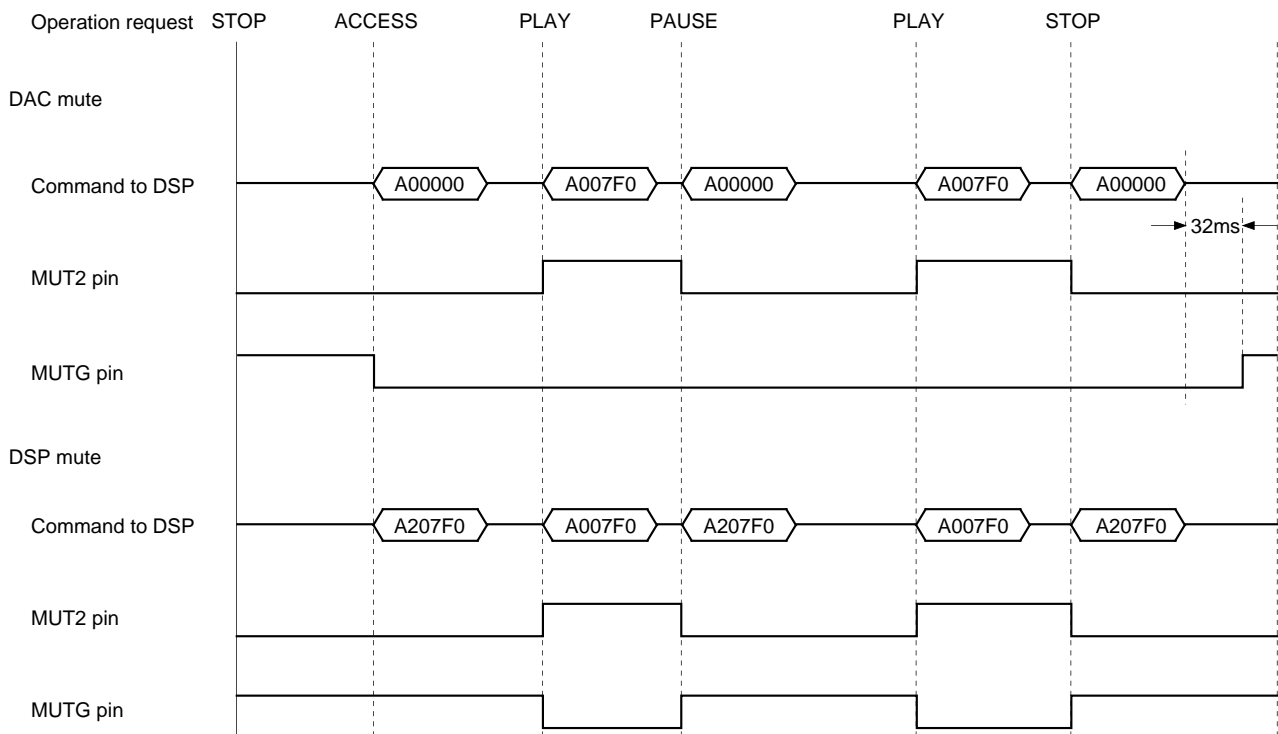 Operation request STOP ACCESS PLAY PAUSE PLAY STOP
DAC mute
Command to DSP A00000 A007F0 A00000 A007F0 A00000
32ms
MUT2 pin
MUTG pin
DSP mute
Command to DSP A207F0 A007F0 A207F0 A007F0 A207F0
MUT2 pin
MUTG pin